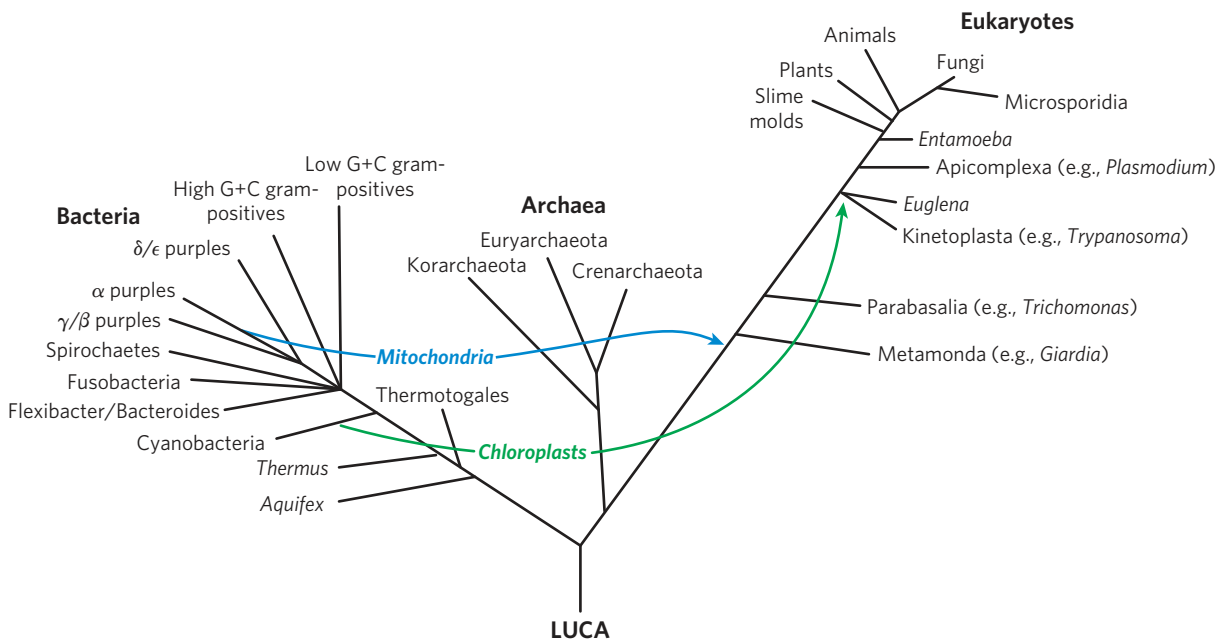 Bacteria
Low G+C gram-
positives
High G+C gram-
positives
δ/ϵ purples
α purples
γ/β purples
Spirochaetes
Fusobacteria
Flexibacter/Bacteroides
Cyanobacteria
Thermus
Aquifex
Thermotogales
Mitochondria
Chloroplasts
Archaea
Euryarchaeota
Korarchaeota
Crenarchaeota
Eukaryotes
Animals
Plants
Slime
molds
Fungi
Microsporidia
Entamoeba
Apicomplexa (e.g., Plasmodium)
Euglena
Kinetoplasta (e.g., Trypanosoma)
Parabasalia (e.g., Trichomonas)
Metamonda (e.g., Giardia)
LUCA